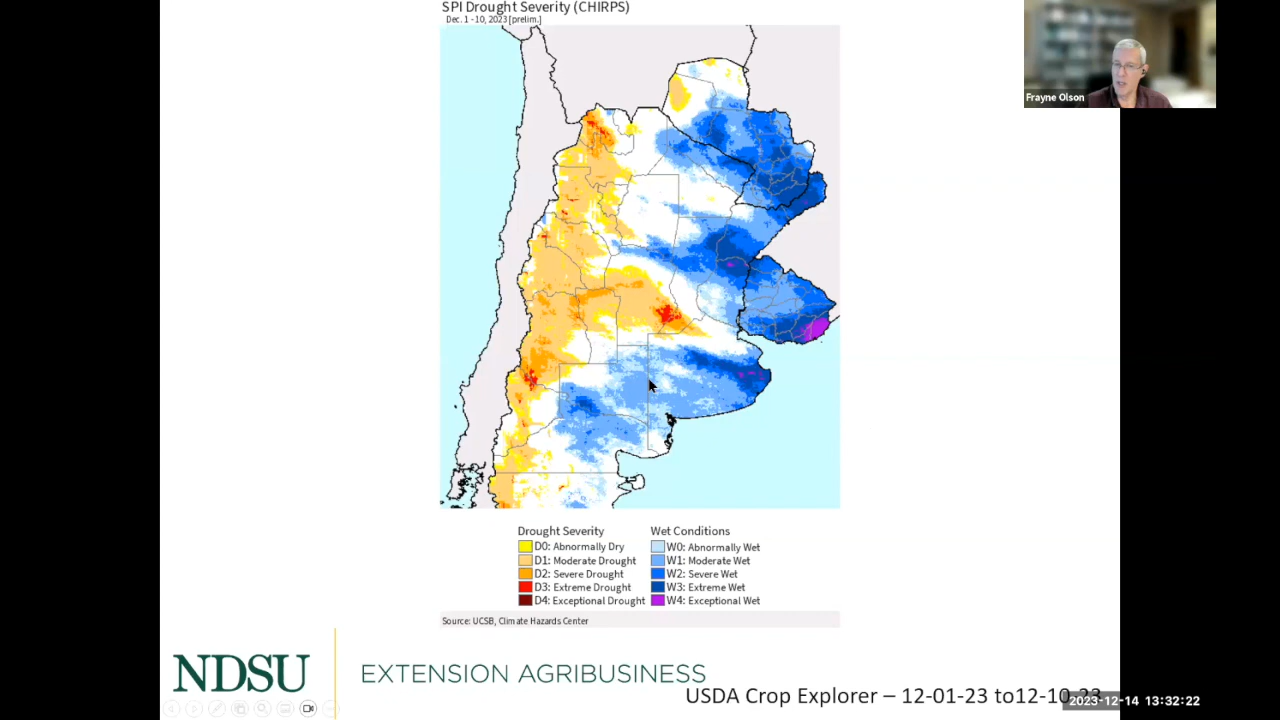 SPI Drought Severity (CHIRPS)
Dec. 1 -10, 2023 [prelim.]
Frayne Olson
Drought Severity
D0: Abnormally Dry
D1: Moderate Drought
D2: Severe Drought
D3: Extreme Drought
D4: Exceptional Drought
Wet Conditions
W0: Abnormally Wet
W1: Moderate Wet
W2: Severe Wet
W3: Extreme Wet
W4: Exceptional Wet
Source: UCSB, Climate Hazards Center
NDSU
EXTENSION AGRIBUSINESS
USDA Crop Explorer – 12-01-23 to12-10-23
2023-12-14 13:32:22